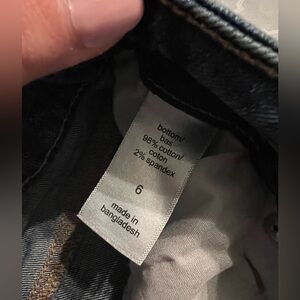 bottom/
bas
98% cotton/
coton
2% spandex
6
made in
bangladesh